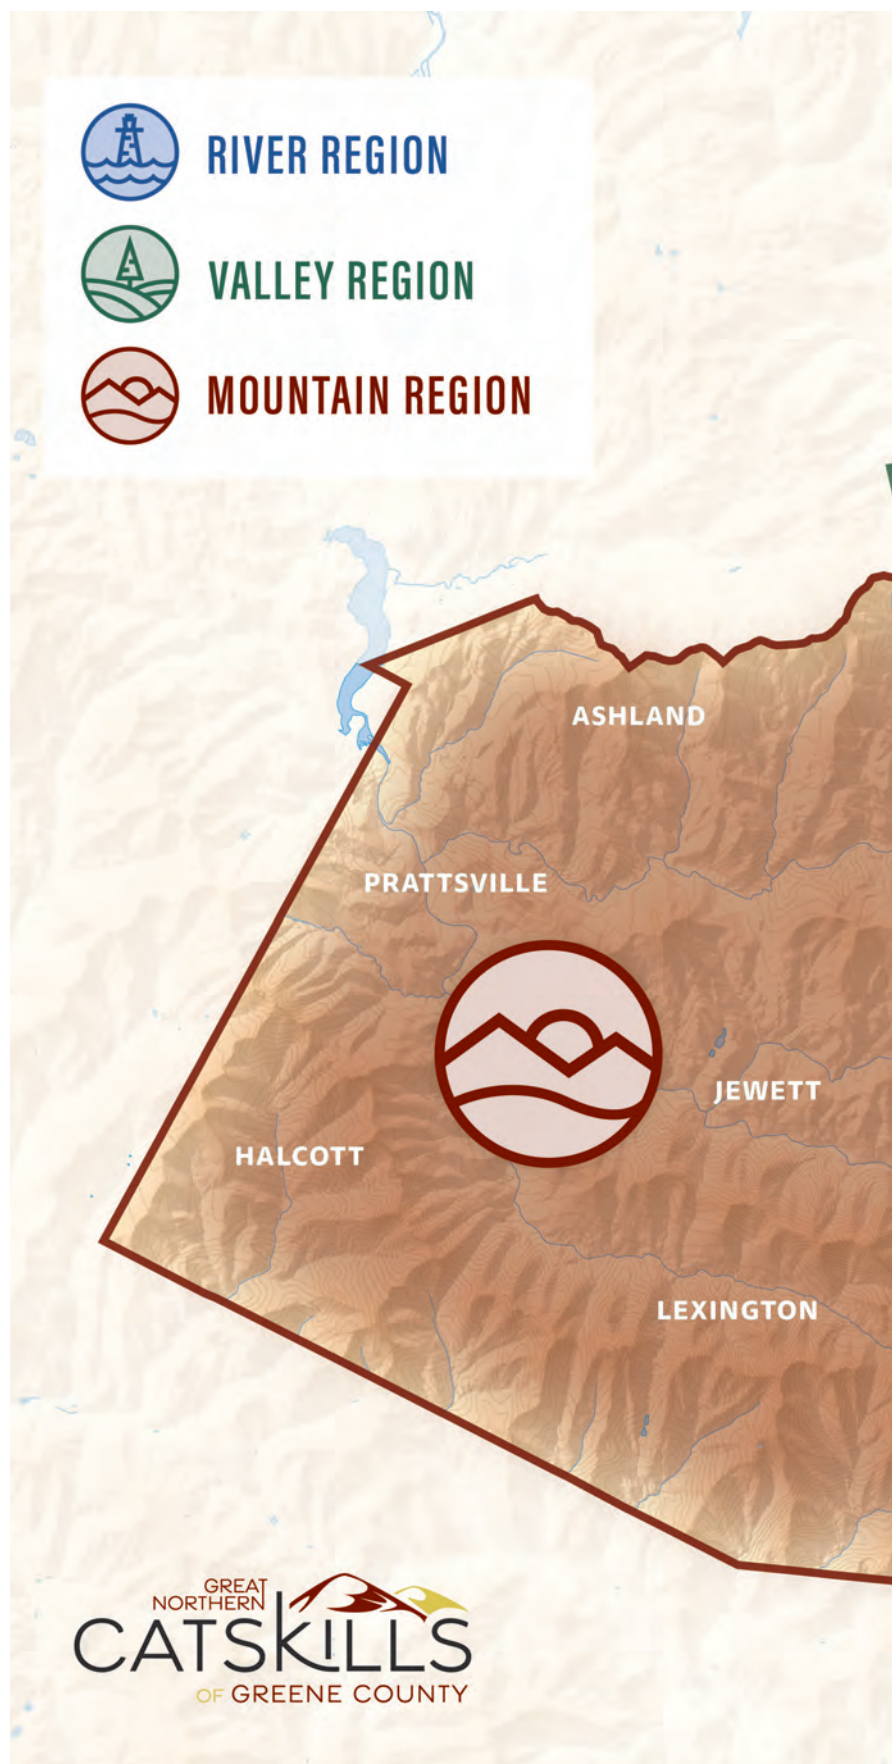 RIVER REGION
VALLEY REGION
MOUNTAIN REGION
ASHLAND
PRATTSVILLE
JEWETT
HALCOTT
LEXINGTON
GREAT
NORTHERN
CATSKILLS
OF GREENE COUNTY